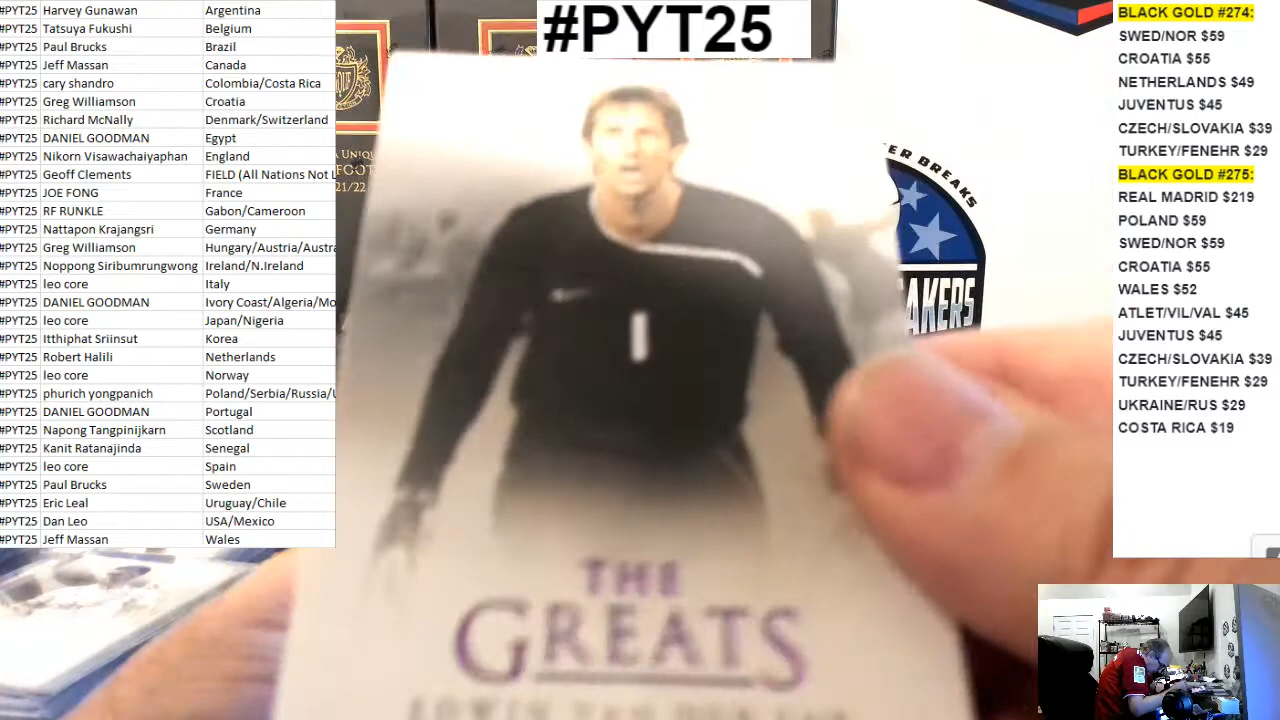 #PYT25 Harvey Gunawan Argentina
#PYT25 Tatsuya Fukushi Belgium
#PYT25 Paul Brucks Brazil
#PYT25 Jeff Massan Canada
#PYT25 cary shandro Colombia/Costa Rica
#PYT25 Greg Williamson Croatia
#PYT25 Richard McNally Denmark/Switzerland
#PYT25 DANIEL GOODMAN Egypt
#PYT25 Nikorn Visawachaiyaphan England
#PYT25 Geoff Clements FIELD (All Nations Not L
#PYT25 JOE FONG France
#PYT25 RF RUNKLE Gabon/Cameroon
#PYT25 Nattapon Krajangsri Germany
#PYT25 Greg Williamson Hungary/Austria/Austra
#PYT25 Noppong Siribumrungwong Ireland/N.Ireland
#PYT25 leo core Italy
#PYT25 DANIEL GOODMAN Ivory Coast/Algeria/Mo
#PYT25 leo core Japan/Nigeria
#PYT25 Itthiphat Sriinsut Korea
#PYT25 Robert Halili Netherlands
#PYT25 leo core Norway
#PYT25 phurich yongpanich Poland/Serbia/Russia/U
#PYT25 DANIEL GOODMAN Portugal
#PYT25 Napong Tangpinijkarn Scotland
#PYT25 Kanit Ratanajinda Senegal
#PYT25 leo core Spain
#PYT25 Paul Brucks Sweden
#PYT25 Eric Leal Uruguay/Chile
#PYT25 Dan Leo USA/Mexico
#PYT25 Jeff Massan Wales
#PYT25
A UNIQU
FOOT
21/22
ER BREAKS
AKERS
1
THE
GREATS
BLACK GOLD #274:
SWED/NOR $59
CROATIA $55
NETHERLANDS $49
JUVENTUS $45
CZECH/SLOVAKIA $39
TURKEY/FENEHR $29
BLACK GOLD #275:
REAL MADRID $219
POLAND $59
SWED/NOR $59
CROATIA $55
WALES $52
ATLET/VIL/VAL $45
JUVENTUS $45
CZECH/SLOVAKIA $39
TURKEY/FENEHR $29
UKRAINE/RUS $29
COSTA RICA $19